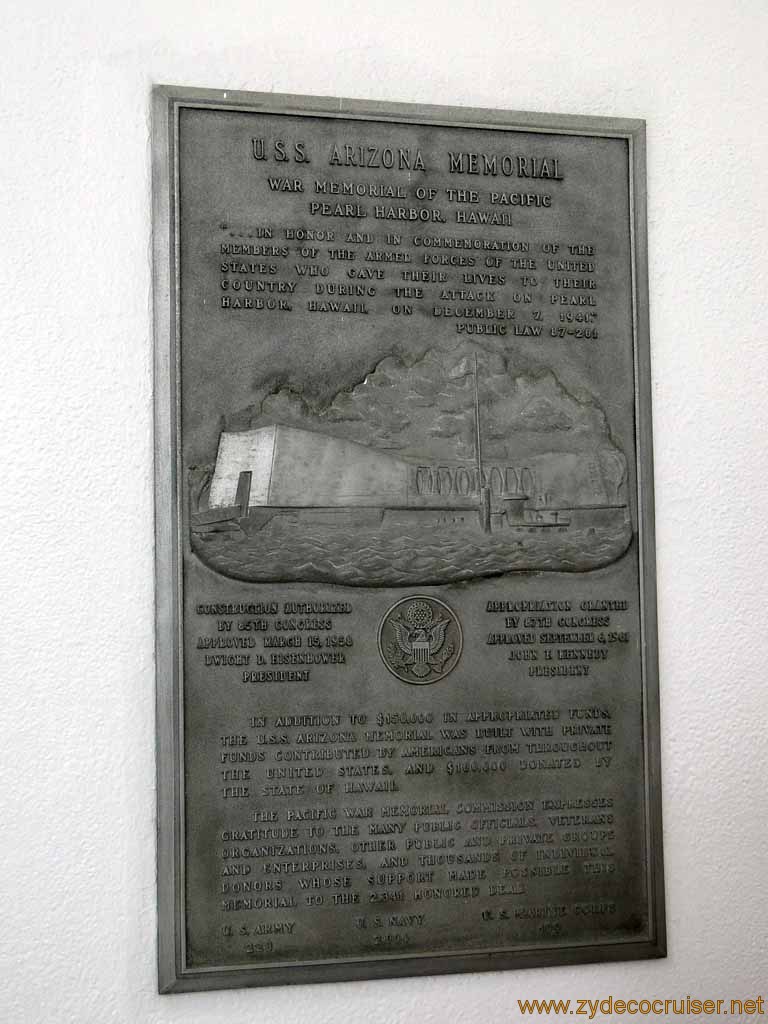 U.S.S. ARIZONA MEMORIAL
WAR MEMORIAL OF THE PACIFIC
PEARL HARBOR, HAWAII
"...IN HONOR AND IN COMMEMORATION OF THE
MEMBERS OF THE ARMED FORCES OF THE UNITED
STATES WHO GAVE THEIR LIVES TO THEIR
COUNTRY DURING THE ATTACK ON PEARL
HARBOR, HAWAII, ON DECEMBER 7, 1941."
PUBLIC LAW 87-201
CONSTRUCTION AUTHORIZED
BY 85TH CONGRESS
APPROVED MARCH 15, 1958
DWIGHT D. EISENHOWER
PRESIDENT
APPROPRIATION GRANTED
BY 87TH CONGRESS
APPROVED SEPTEMBER 6, 1961
JOHN F. KENNEDY
PRESIDENT
IN ADDITION TO $150,000 IN APPROPRIATED FUNDS,
THE U.S.S. ARIZONA MEMORIAL WAS BUILT WITH PRIVATE
FUNDS CONTRIBUTED BY AMERICANS FROM THROUGHOUT
THE UNITED STATES, AND $100,000 DONATED BY
THE STATE OF HAWAII.
THE PACIFIC WAR MEMORIAL COMMISSION EXPRESSES
GRATITUDE TO THE MANY PUBLIC OFFICIALS, VETERANS
ORGANIZATIONS, OTHER PUBLIC AND PRIVATE GROUPS
AND ENTERPRISES, AND THOUSANDS OF INDIVIDUAL
DONORS WHOSE SUPPORT MADE POSSIBLE THIS
MEMORIAL TO THE 2,341 HONORED DEAD.
U. S. ARMY U. S. NAVY U. S. MARINE CORPS
www.zydecocruiser.net